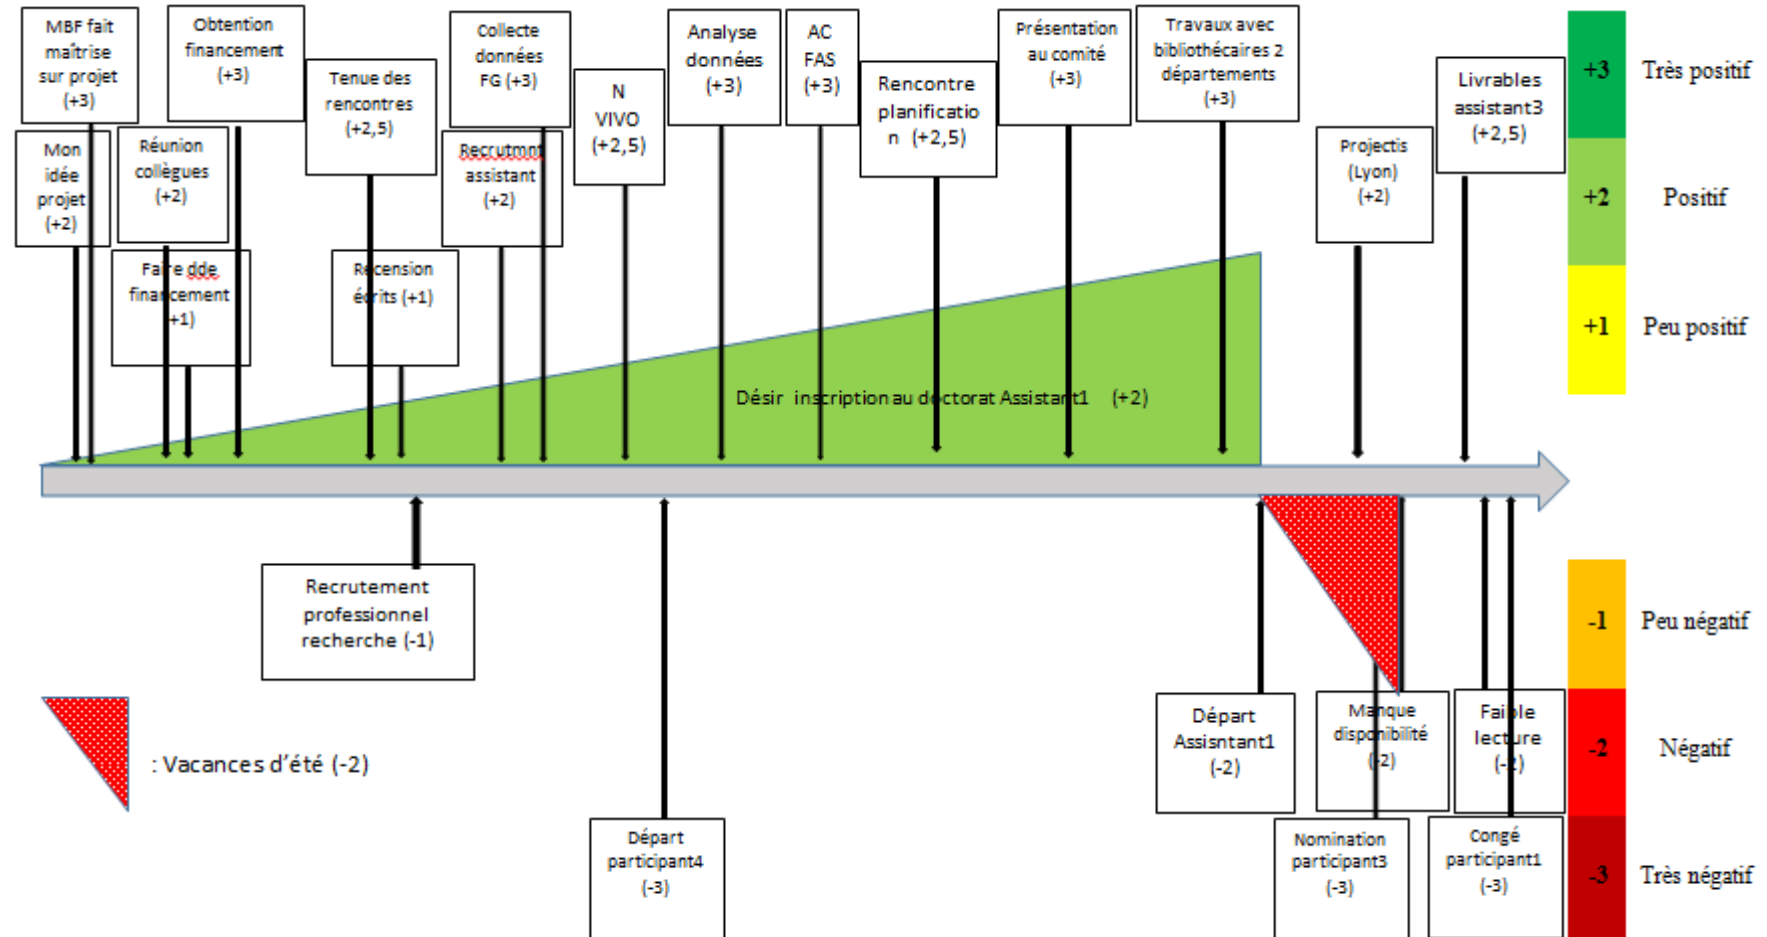 MBF fait
maîtrise
sur projet
(+3)
Obtention
financement
(+3)
Tenue des
rencontres
(+2,5)
Collecte
données
FG (+3)
N
VIVO
(+2,5)
Analyse
données
(+3)
AC
FAS
(+3)
Rencontre
planificatio
n (+2,5)
Présentation
au comité
(+3)
Travaux avec
bibliothécaires 2
départements
(+3)
Livrables
assistant3
(+2,5)
+3 Très positif
Mon
idée
projet
(+2)
Réunion
collègues
(+2)
Recrutmnt
assistant
(+2)
Projectis
(Lyon)
(+2)
+2 Positif
Faire dde
financement
(+1)
Recension
écrits (+1)
+1 Peu positif
Désir inscription au doctorat Assistant1 (+2)
Recrutement
professionnel
recherche (-1)
-1 Peu négatif
: Vacances d'été (-2)
Départ
Assisntant1
(-2)
Manque
disponibilité
(-2)
Faible
lecture
(-2)
-2 Négatif
Départ
participant4
(-3)
Nomination
participant3
(-3)
Congé
participant1
(-3)
-3 Très négatif